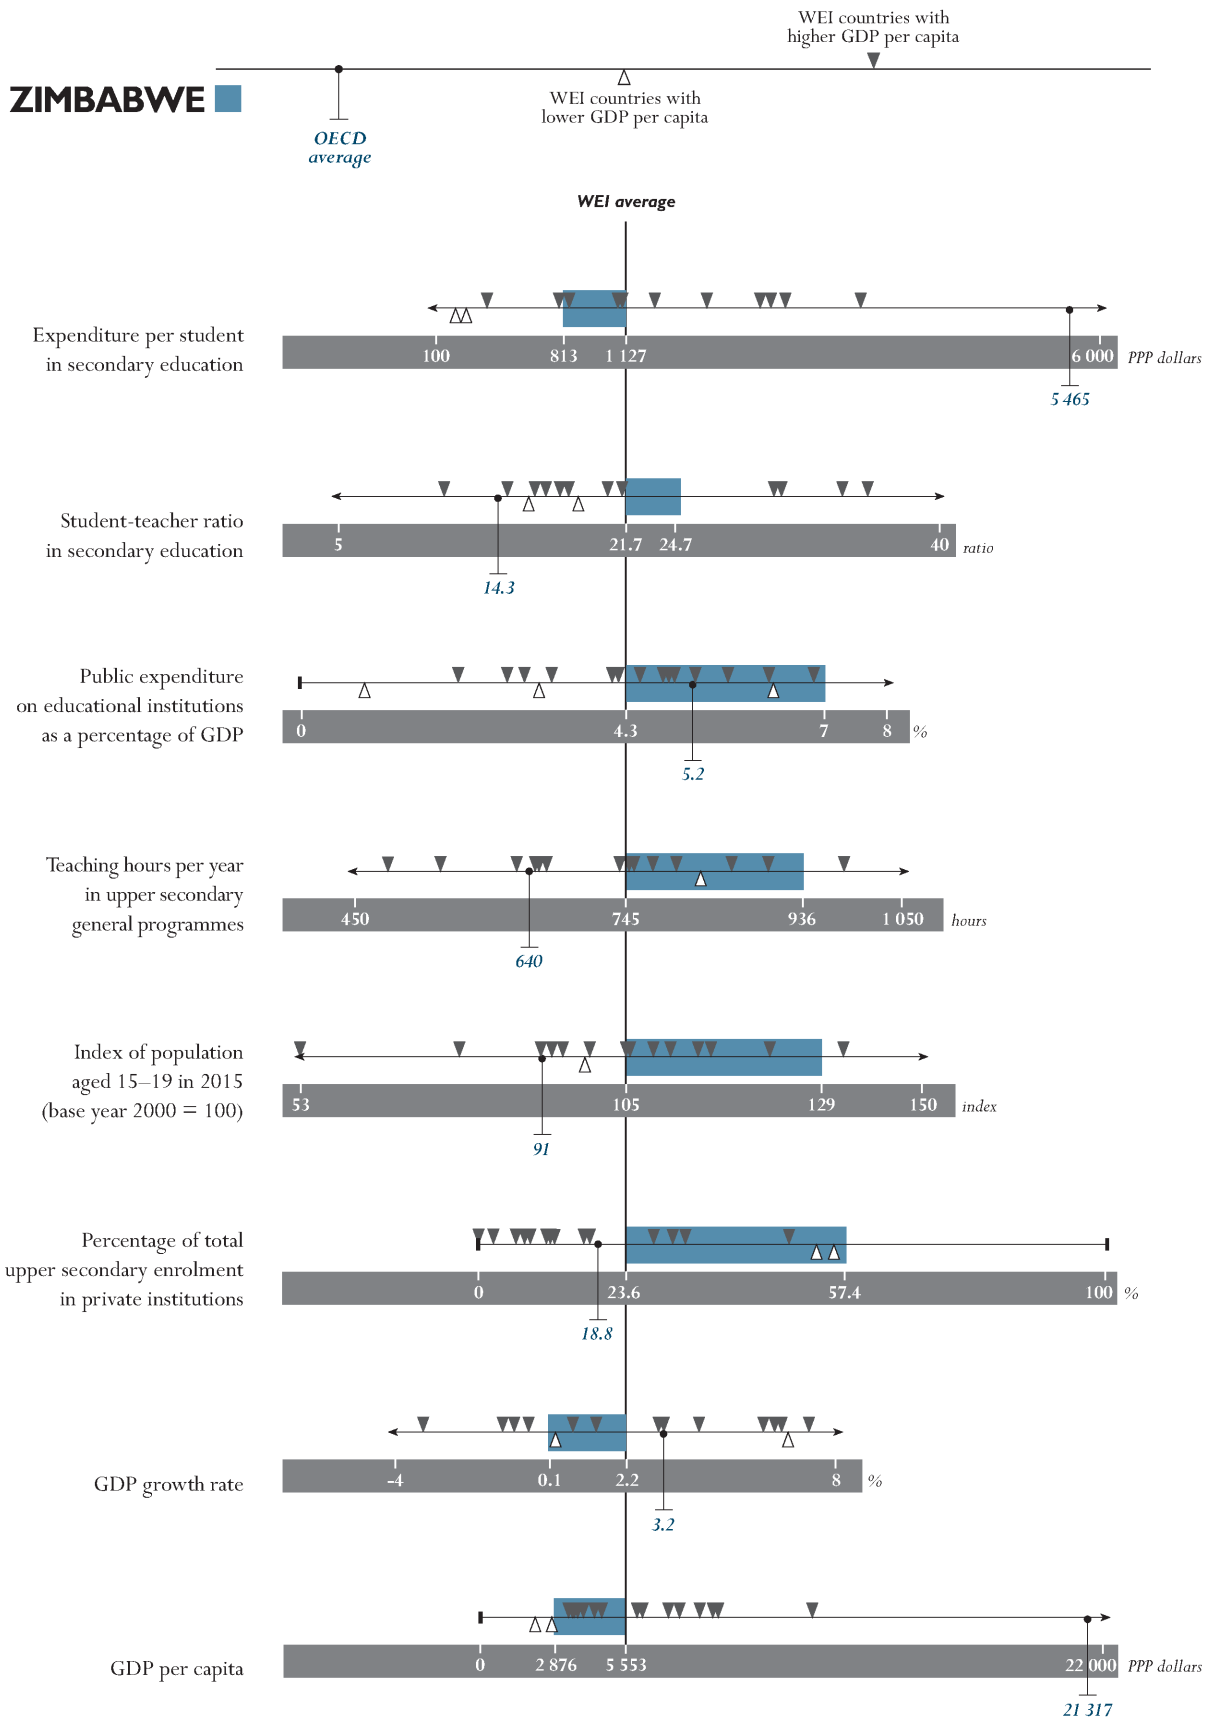 WEI countries with
higher GDP per capita
ZIMBABWE
WEI countries with
lower GDP per capita
OECD
average
WEI average
Expenditure per student
in secondary education
100 813 1 127 6 000 PPP dollars
5 465
Student-teacher ratio
in secondary education
5 21.7 24.7 40 ratio
14.3
Public expenditure
on educational institutions
as a percentage of GDP
0 4.3 7 8 %
5.2
Teaching hours per year
in upper secondary
general programmes
450 745 936 1 050 hours
640
Index of population
aged 15–19 in 2015
(base year 2000 = 100)
53 105 129 150 index
91
Percentage of total
upper secondary enrolment
in private institutions
0 23.6 57.4 100 %
18.8
GDP growth rate
-4 0.1 2.2 8 %
3.2
GDP per capita
0 2 876 5 553 22 000 PPP dollars
21 317